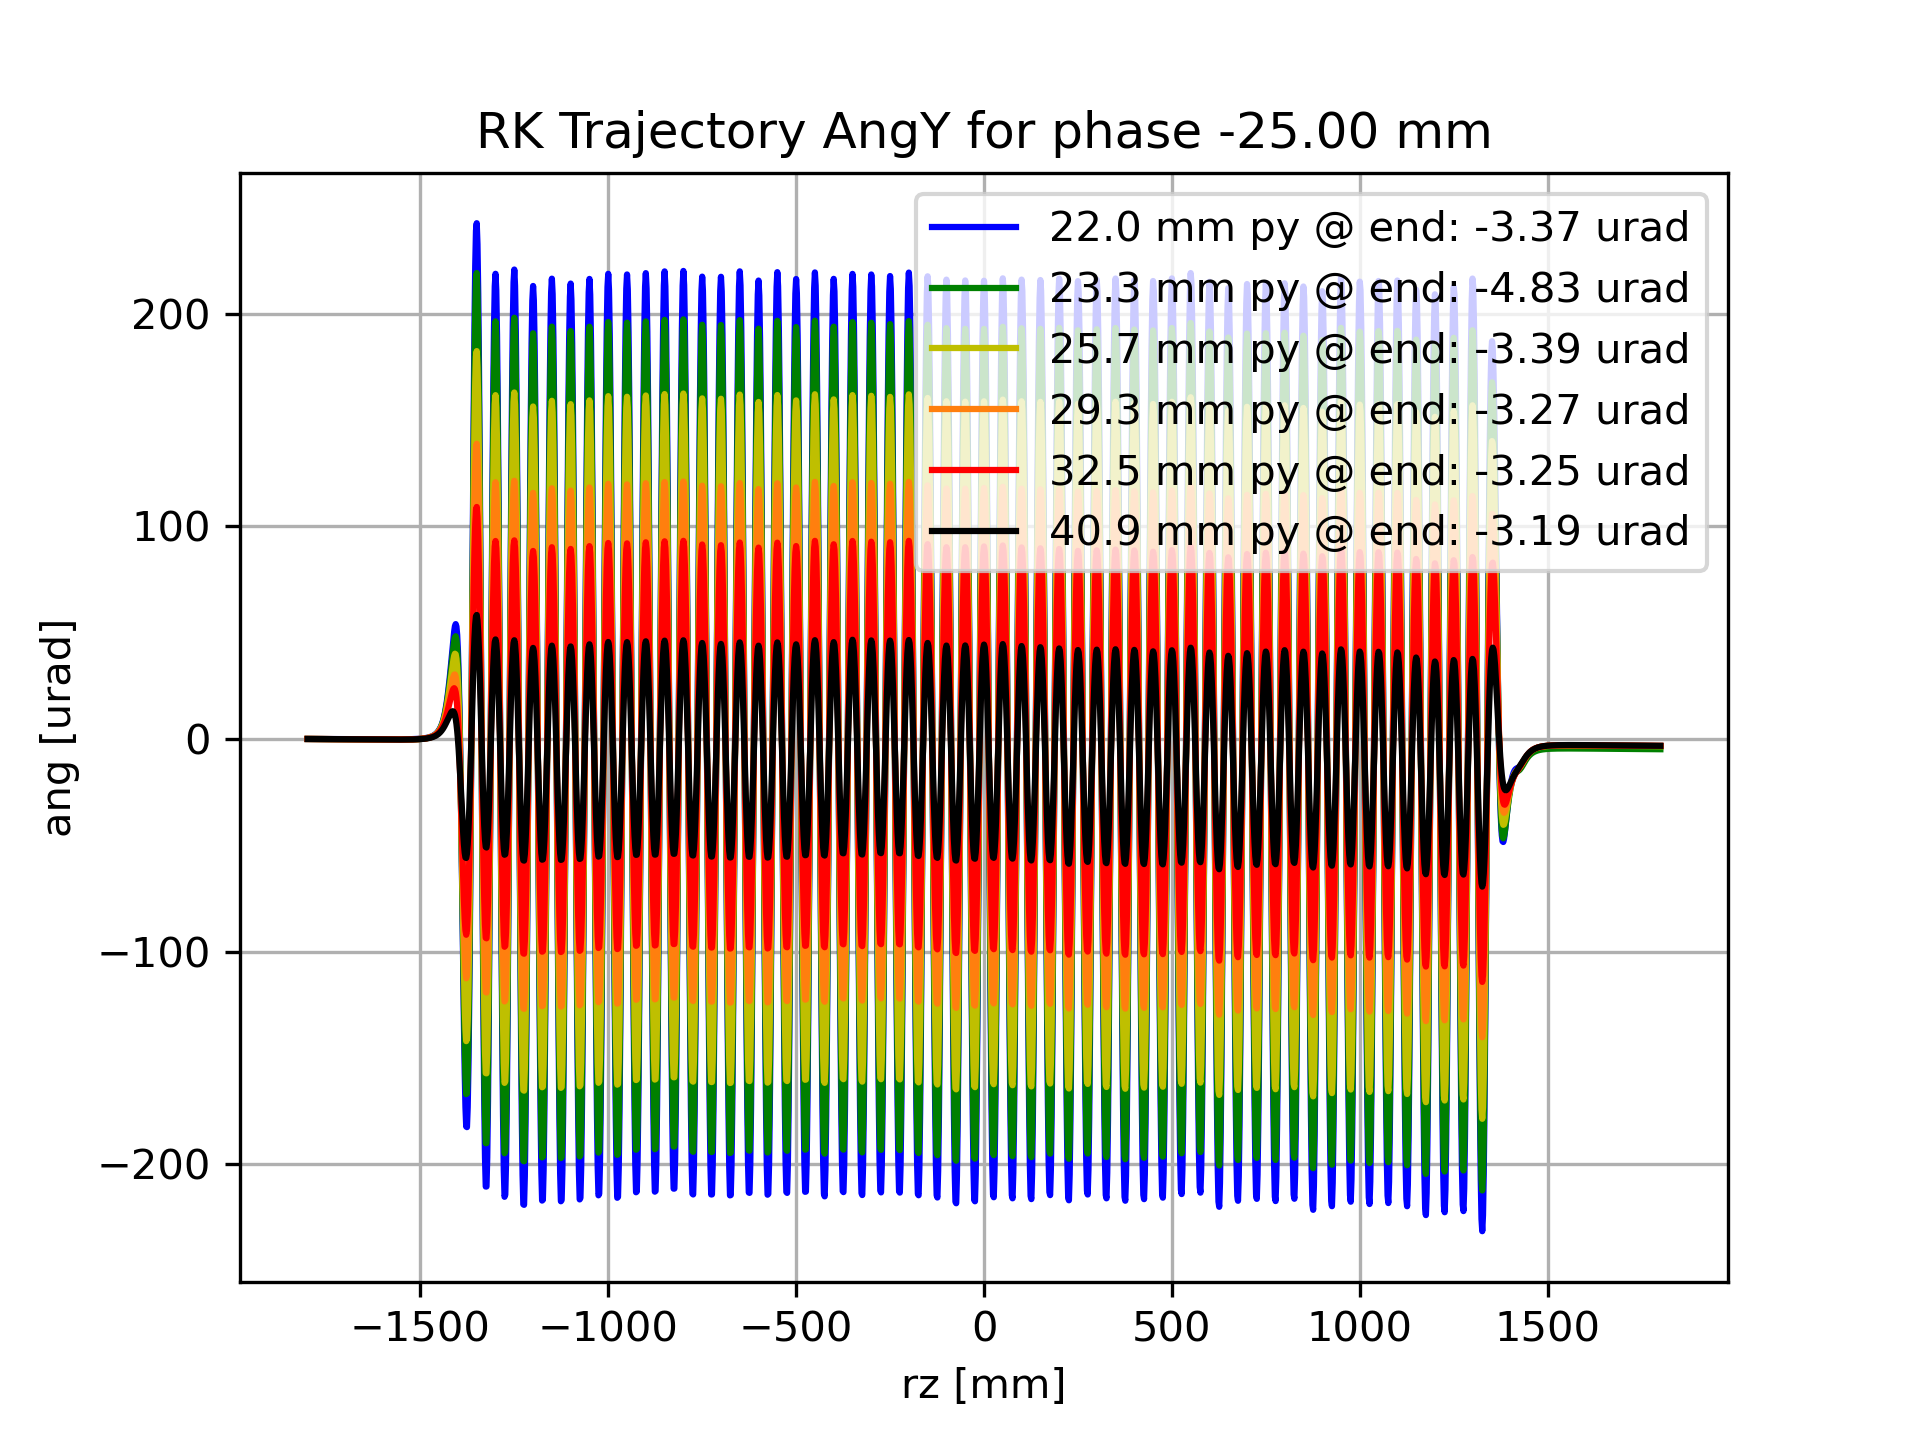 RK Trajectory AngY for phase -25.00 mm
22.0 mm py @ end: -3.37 urad
23.3 mm py @ end: -4.83 urad
25.7 mm py @ end: -3.39 urad
29.3 mm py @ end: -3.27 urad
32.5 mm py @ end: -3.25 urad
40.9 mm py @ end: -3.19 urad
ang [urad]
200
100
0
−100
−200
−1500 −1000 −500 0 500 1000 1500
rz [mm]